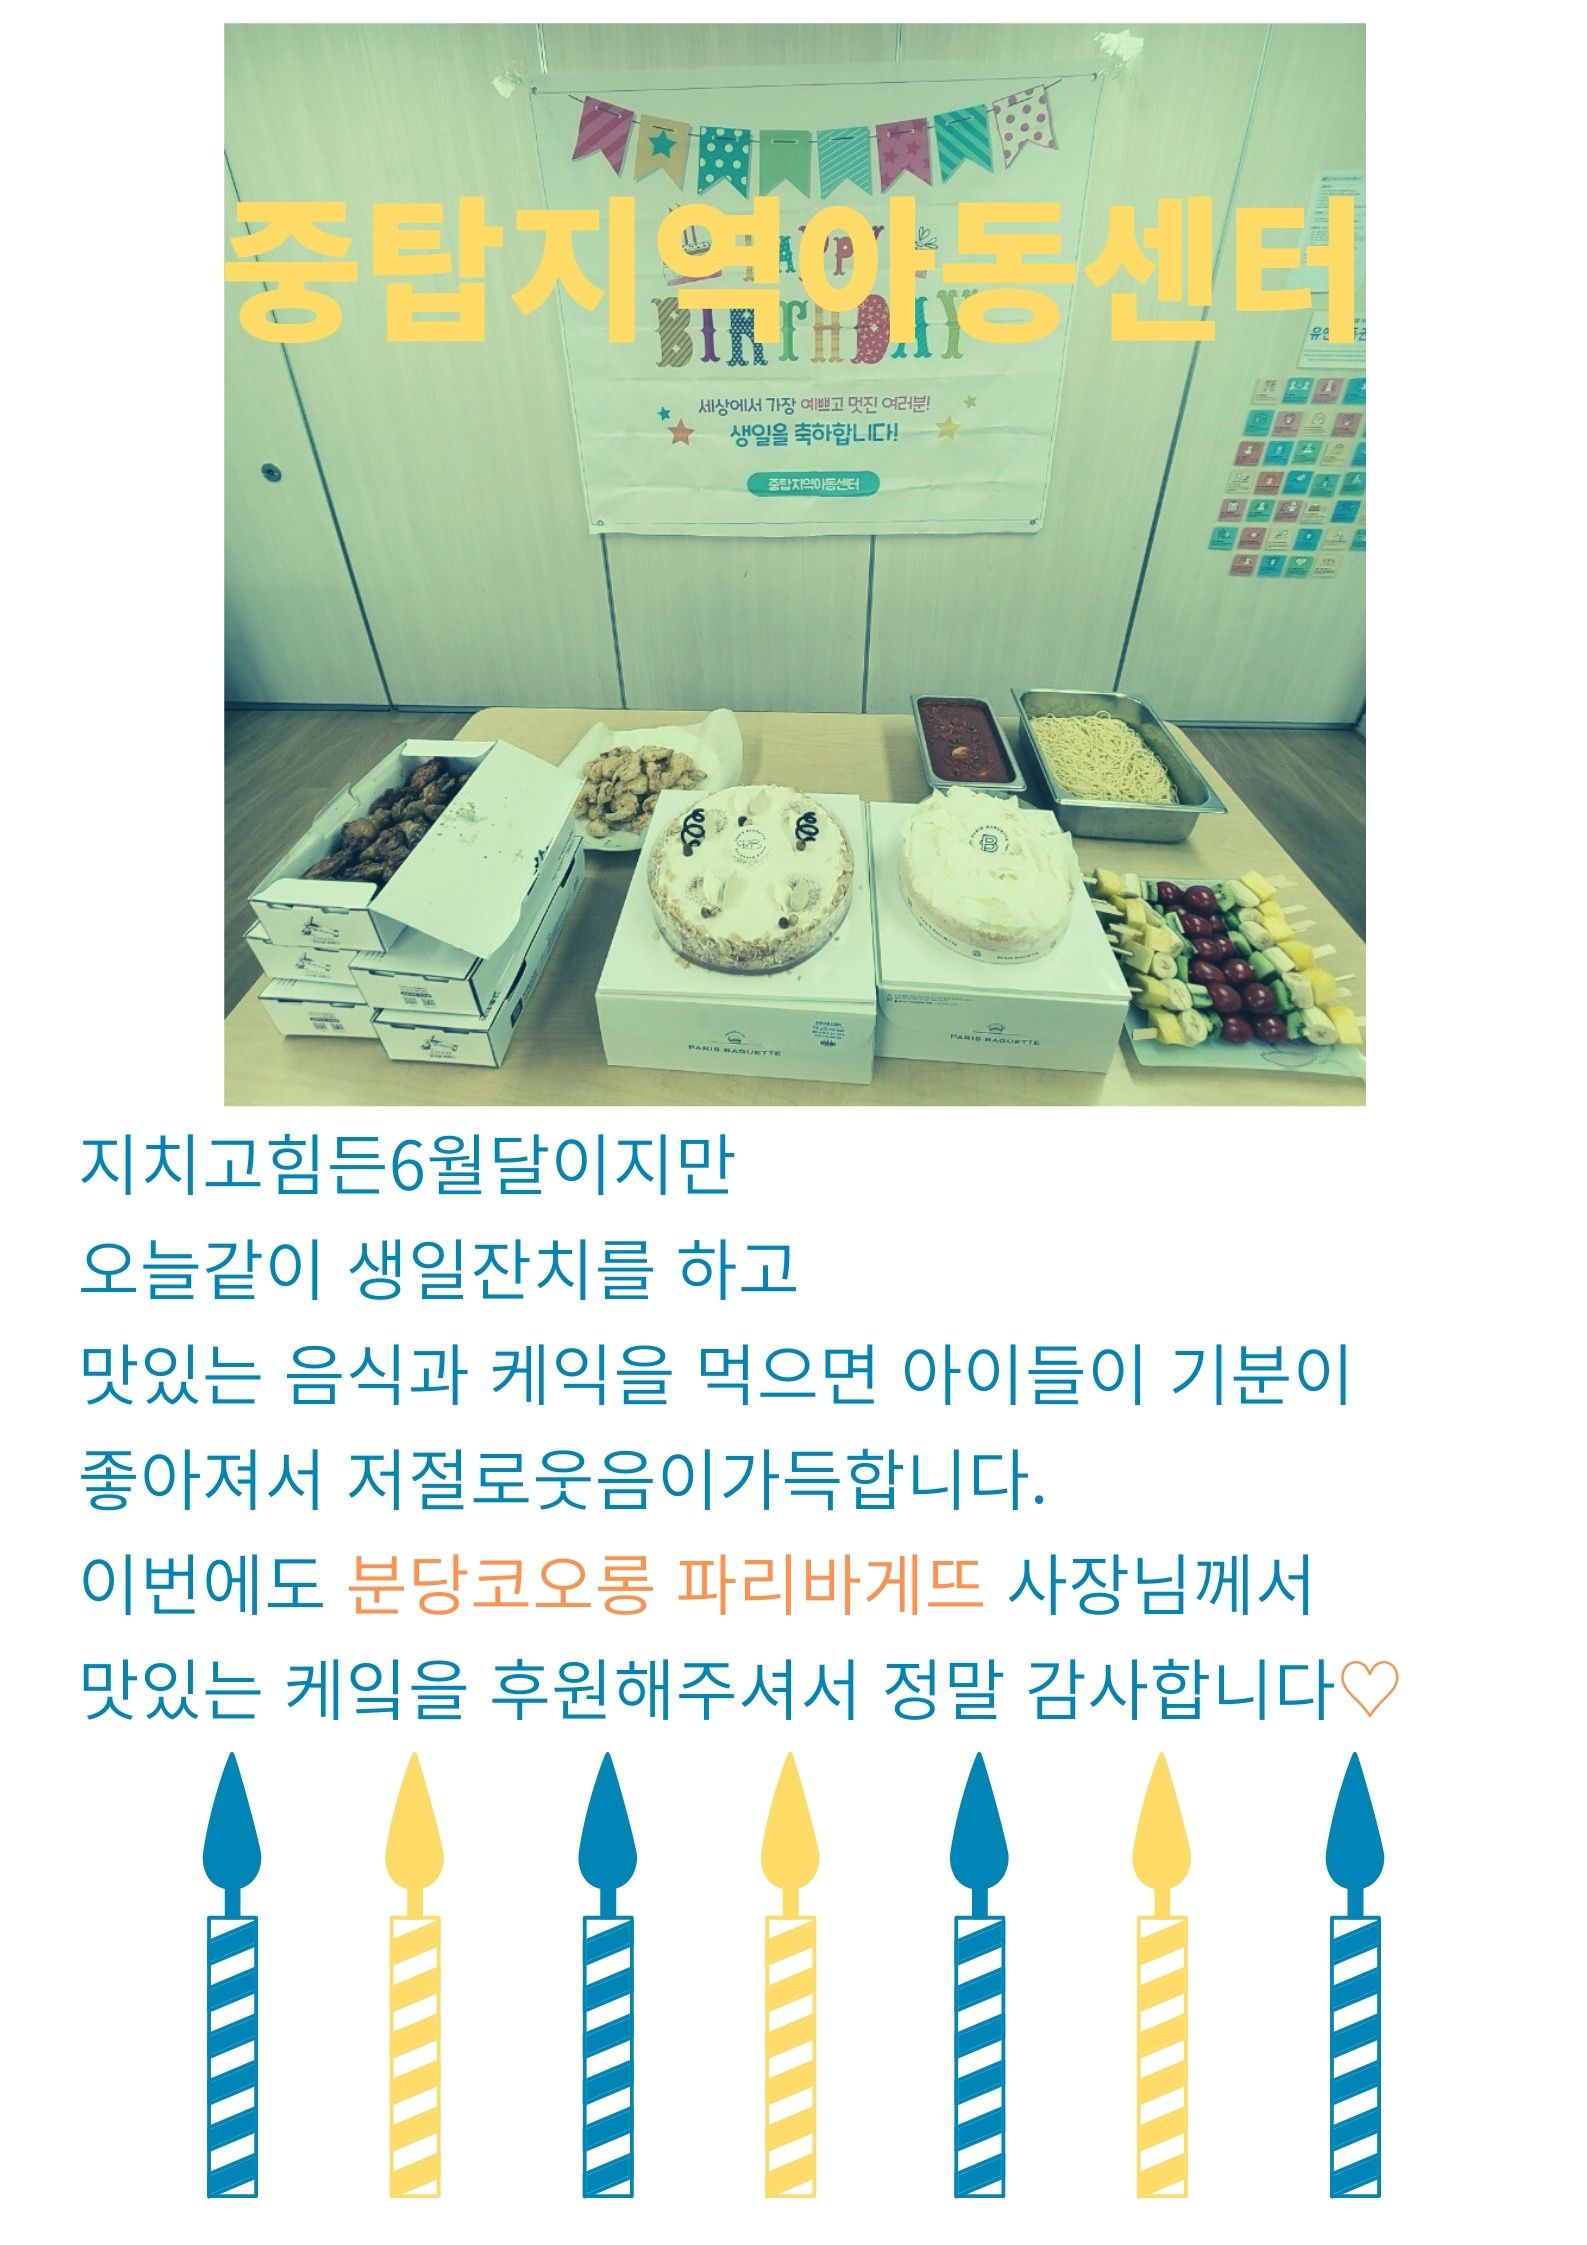 중탑지역아동센터
HAPPY
BIRTHDAY
세상에서 가장 예쁘고 멋진 여러분!
생일을 축하합니다!
중탑지역아동센터
PARIS BAGUETTE
PARIS BAGUETTE
지치고힘든6월달이지만
오늘같이 생일잔치를 하고
맛있는 음식과 케익을 먹으면 아이들이 기분이
좋아져서 저절로웃음이가득합니다.
이번에도 분당코오롱 파리바게뜨 사장님께서
맛있는 케잌을 후원해주셔서 정말 감사합니다♡